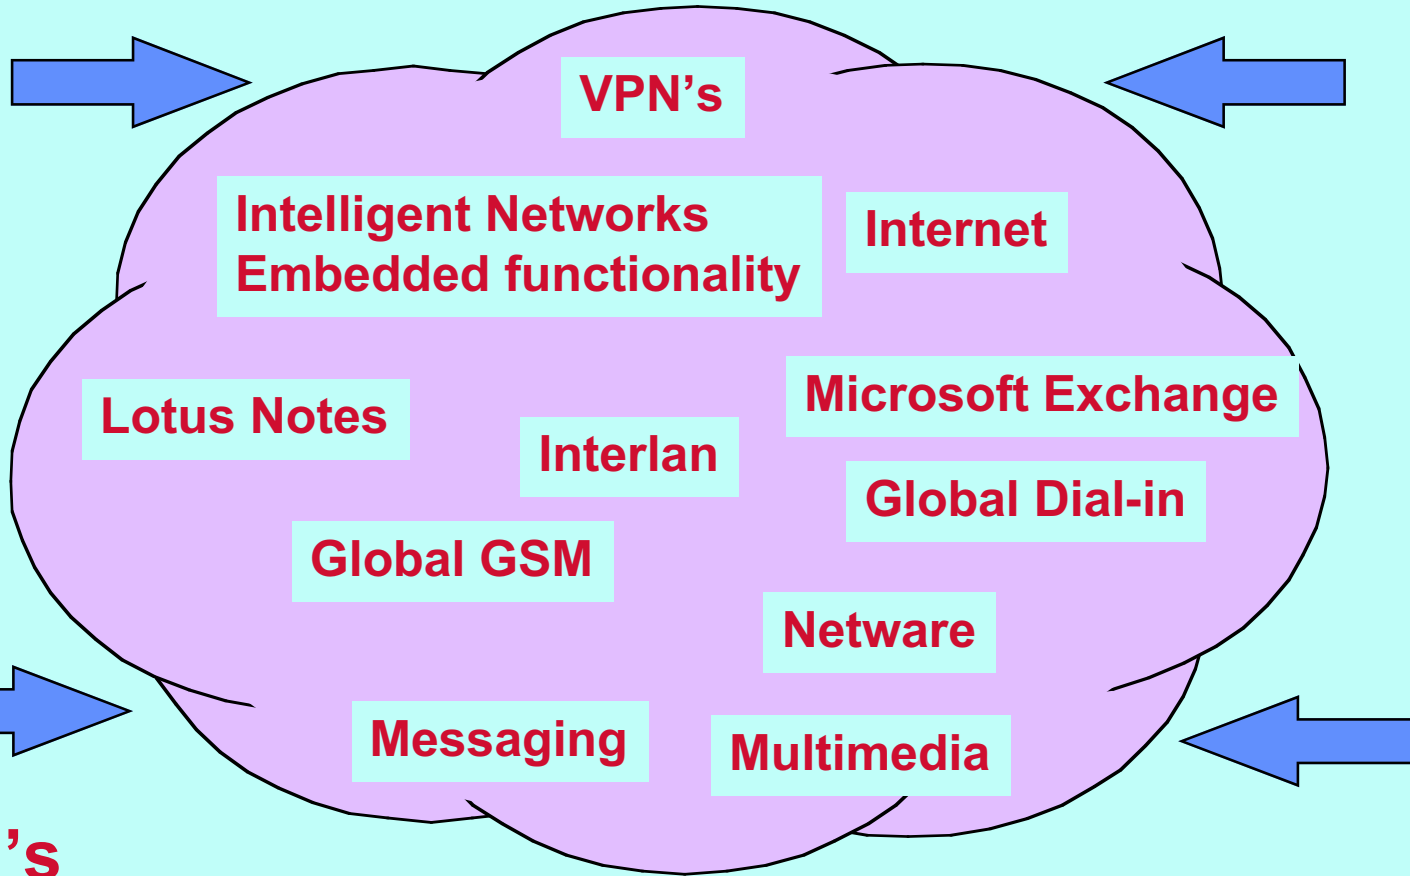 VPN’s
Intelligent Networks
Embedded functionality
Internet
Microsoft Exchange
Lotus Notes
Interlan
Global Dial-in
Global GSM
Netware
Messaging
Multimedia
’s